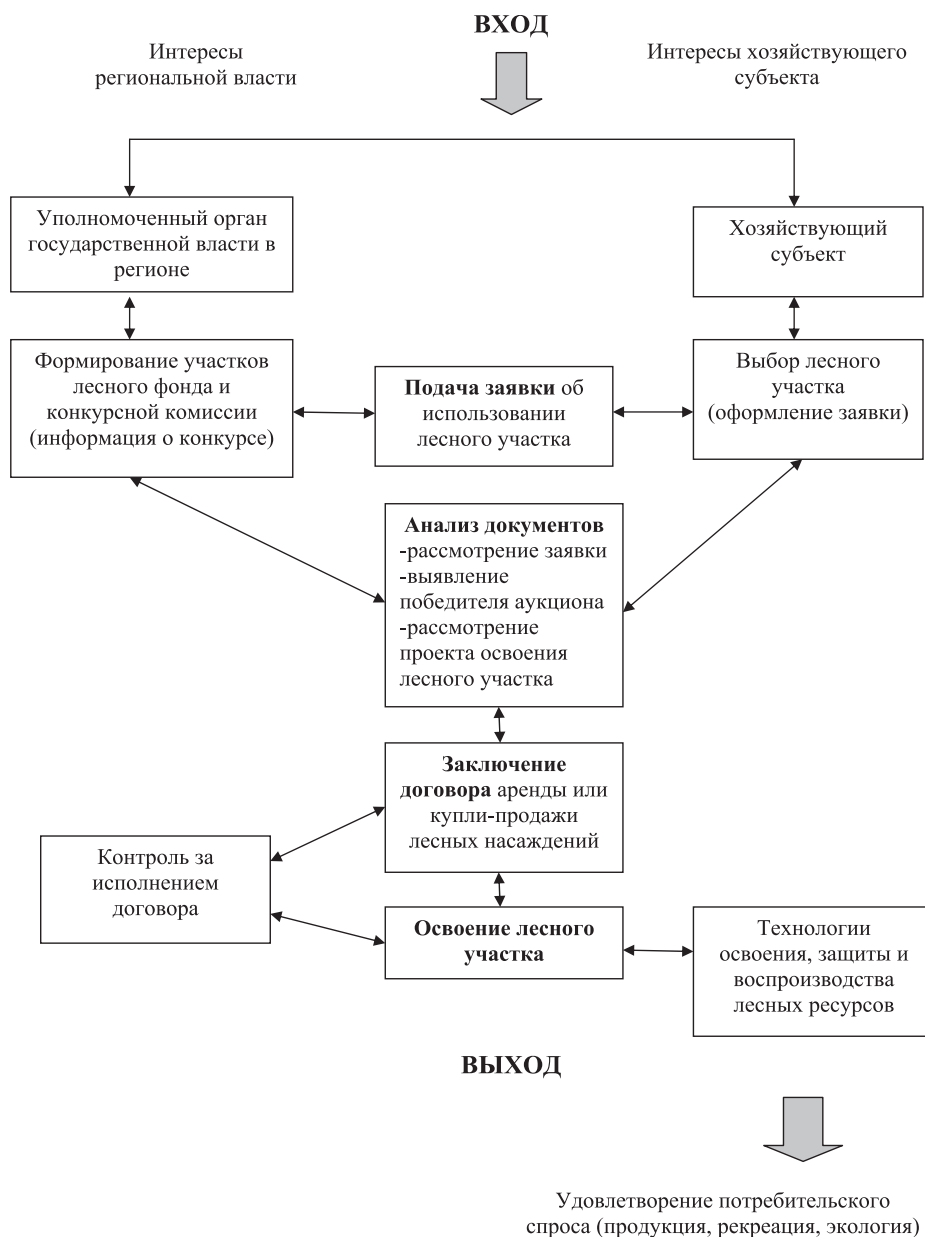 ВХОД
Интересы
региональной власти
Интересы хозяйствующего
субъекта
Уполномоченный орган
государственной власти в
регионе
Хозяйствующий
субъект
Формирование участков
лесного фонда и
конкурсной комиссии
(информация о конкурсе)
Подача заявки об
использовании
лесного участка
Выбор лесного
участка
(оформление заявки)
Анализ документов
-рассмотрение заявки
-выявление
победителя аукциона
-рассмотрение
проекта освоения
лесного участка
Заключение
договора аренды или
купли-продажи
лесных насаждений
Контроль за
исполнением
договора
Освоение лесного
участка
Технологии
освоения, защиты и
воспроизводства
лесных ресурсов
ВЫХОД
Удовлетворение потребительского
спроса (продукция, рекреация, экология)